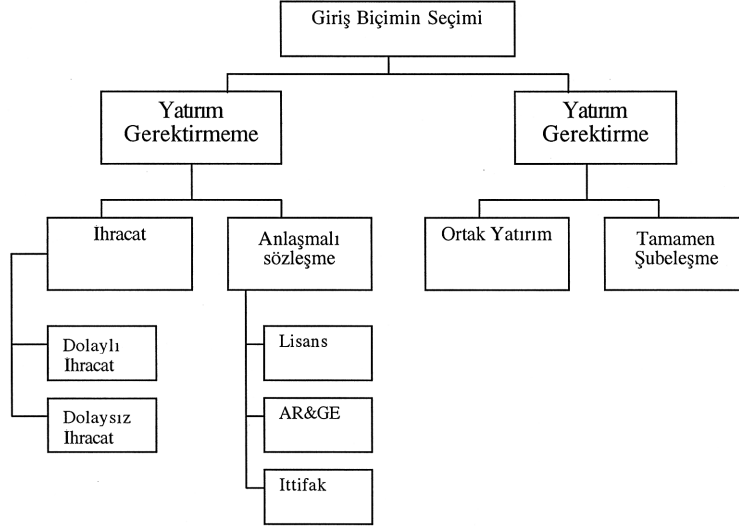 Giriş Biçimin Seçimi
Yatırım
Gerektirmeme
Yatırım
Gerektirme
İhracat
Anlaşmalı
sözleşme
Ortak Yatırım
Tamamen
Şubeleşme
Dolaylı
Ihracat
Lisans
Dolaysız
Ihracat
AR&GE
Ittifak